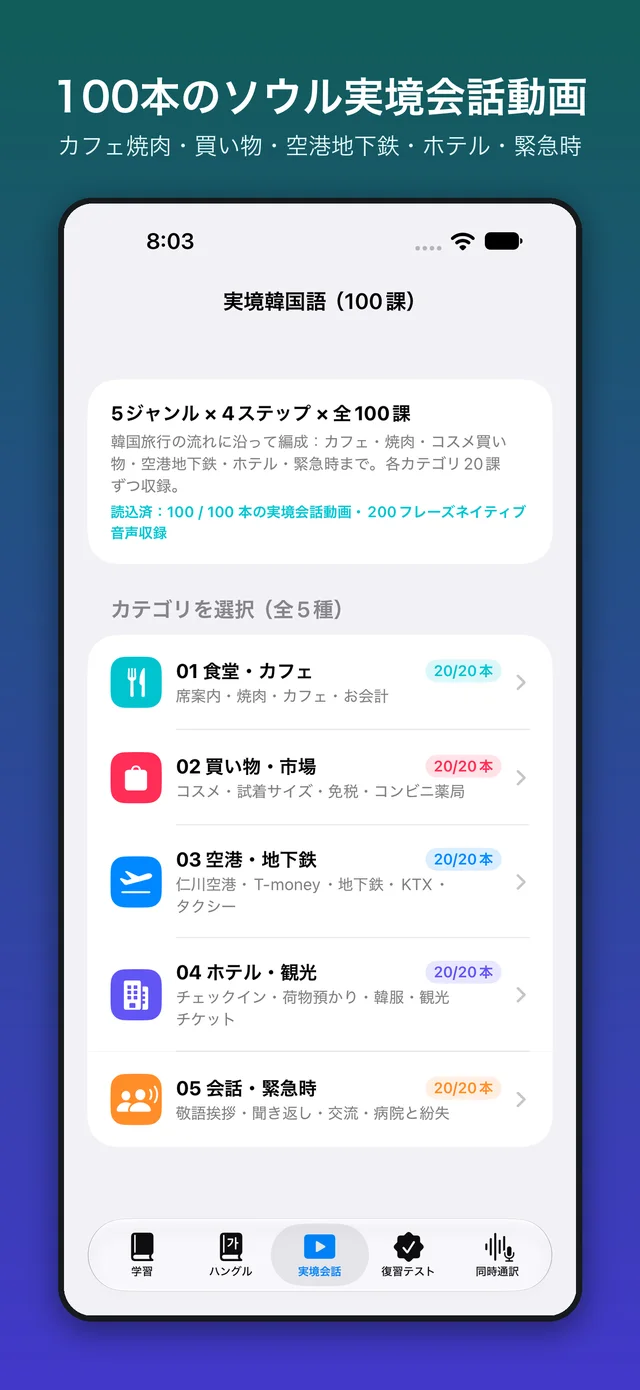 100本のソウル実境会話動画
カフェ焼肉・買い物・空港地下鉄・ホテル・緊急時
8:03
実境韓国語（100課）
5ジャンル × 4ステップ × 全100課
韓国旅行の流れに沿って編成：カフェ・焼肉・コスメ買い
物・空港地下鉄・ホテル・緊急時まで。各カテゴリ20課
ずつ収録。
読込済：100 / 100 本の実境会話動画・200フレーズネイティブ
音声収録
カテゴリを選択（全5種）
01 食堂・カフェ 20/20本
席案内・焼肉・カフェ・お会計
02 買い物・市場 20/20本
コスメ・試着サイズ・免税・コンビニ薬局
03 空港・地下鉄 20/20本
仁川空港・T-money・地下鉄・KTX・
タクシー
04 ホテル・観光 20/20本
チェックイン・荷物預かり・韓服・観光
チケット
05 会話・緊急時 20/20本
敬語挨拶・聞き返し・交流・病院と紛失
가
学習 ハングル 実境会話 復習テスト 同時通訳